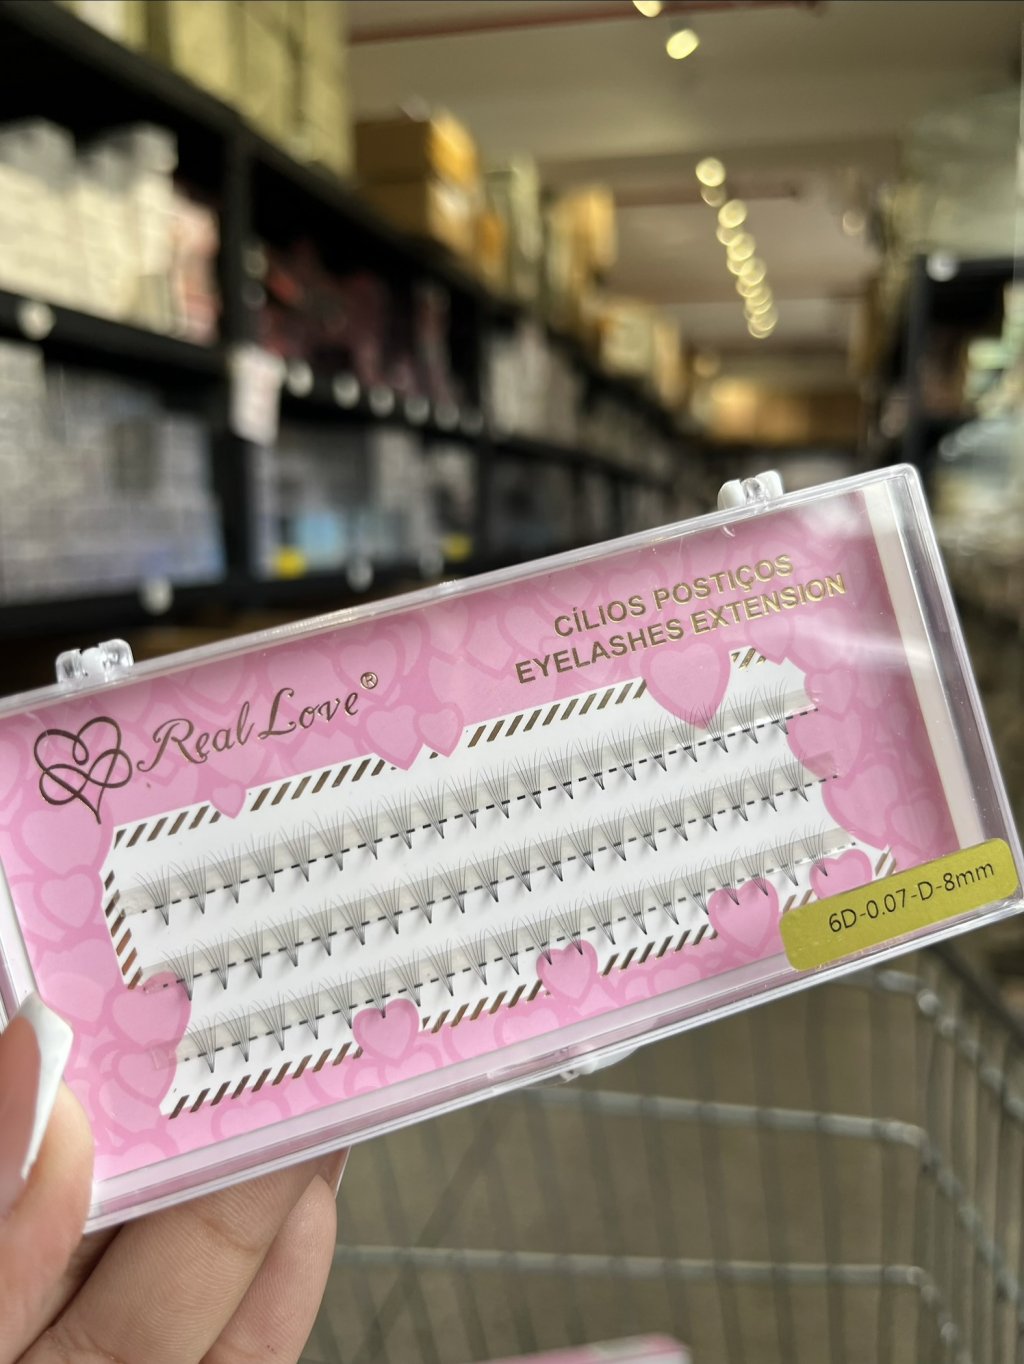 CÍLIOS POSTIÇOS
EYELASHES EXTENSION
Real Love®
6D-0.07-D-8mm